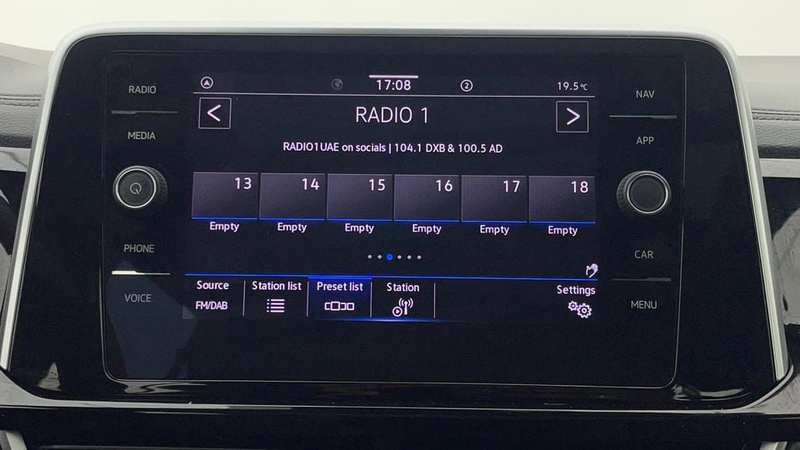 RADIO
MEDIA
PHONE
VOICE
17:08
2
19.5°C
<
RADIO 1
>
RADIO1UAE on socials | 104.1 DXB & 100.5 AD
13 14 15 16 17 18
Empty Empty Empty Empty Empty Empty
Source Station list Preset list Station Settings
FM/DAB
NAV
APP
CAR
MENU